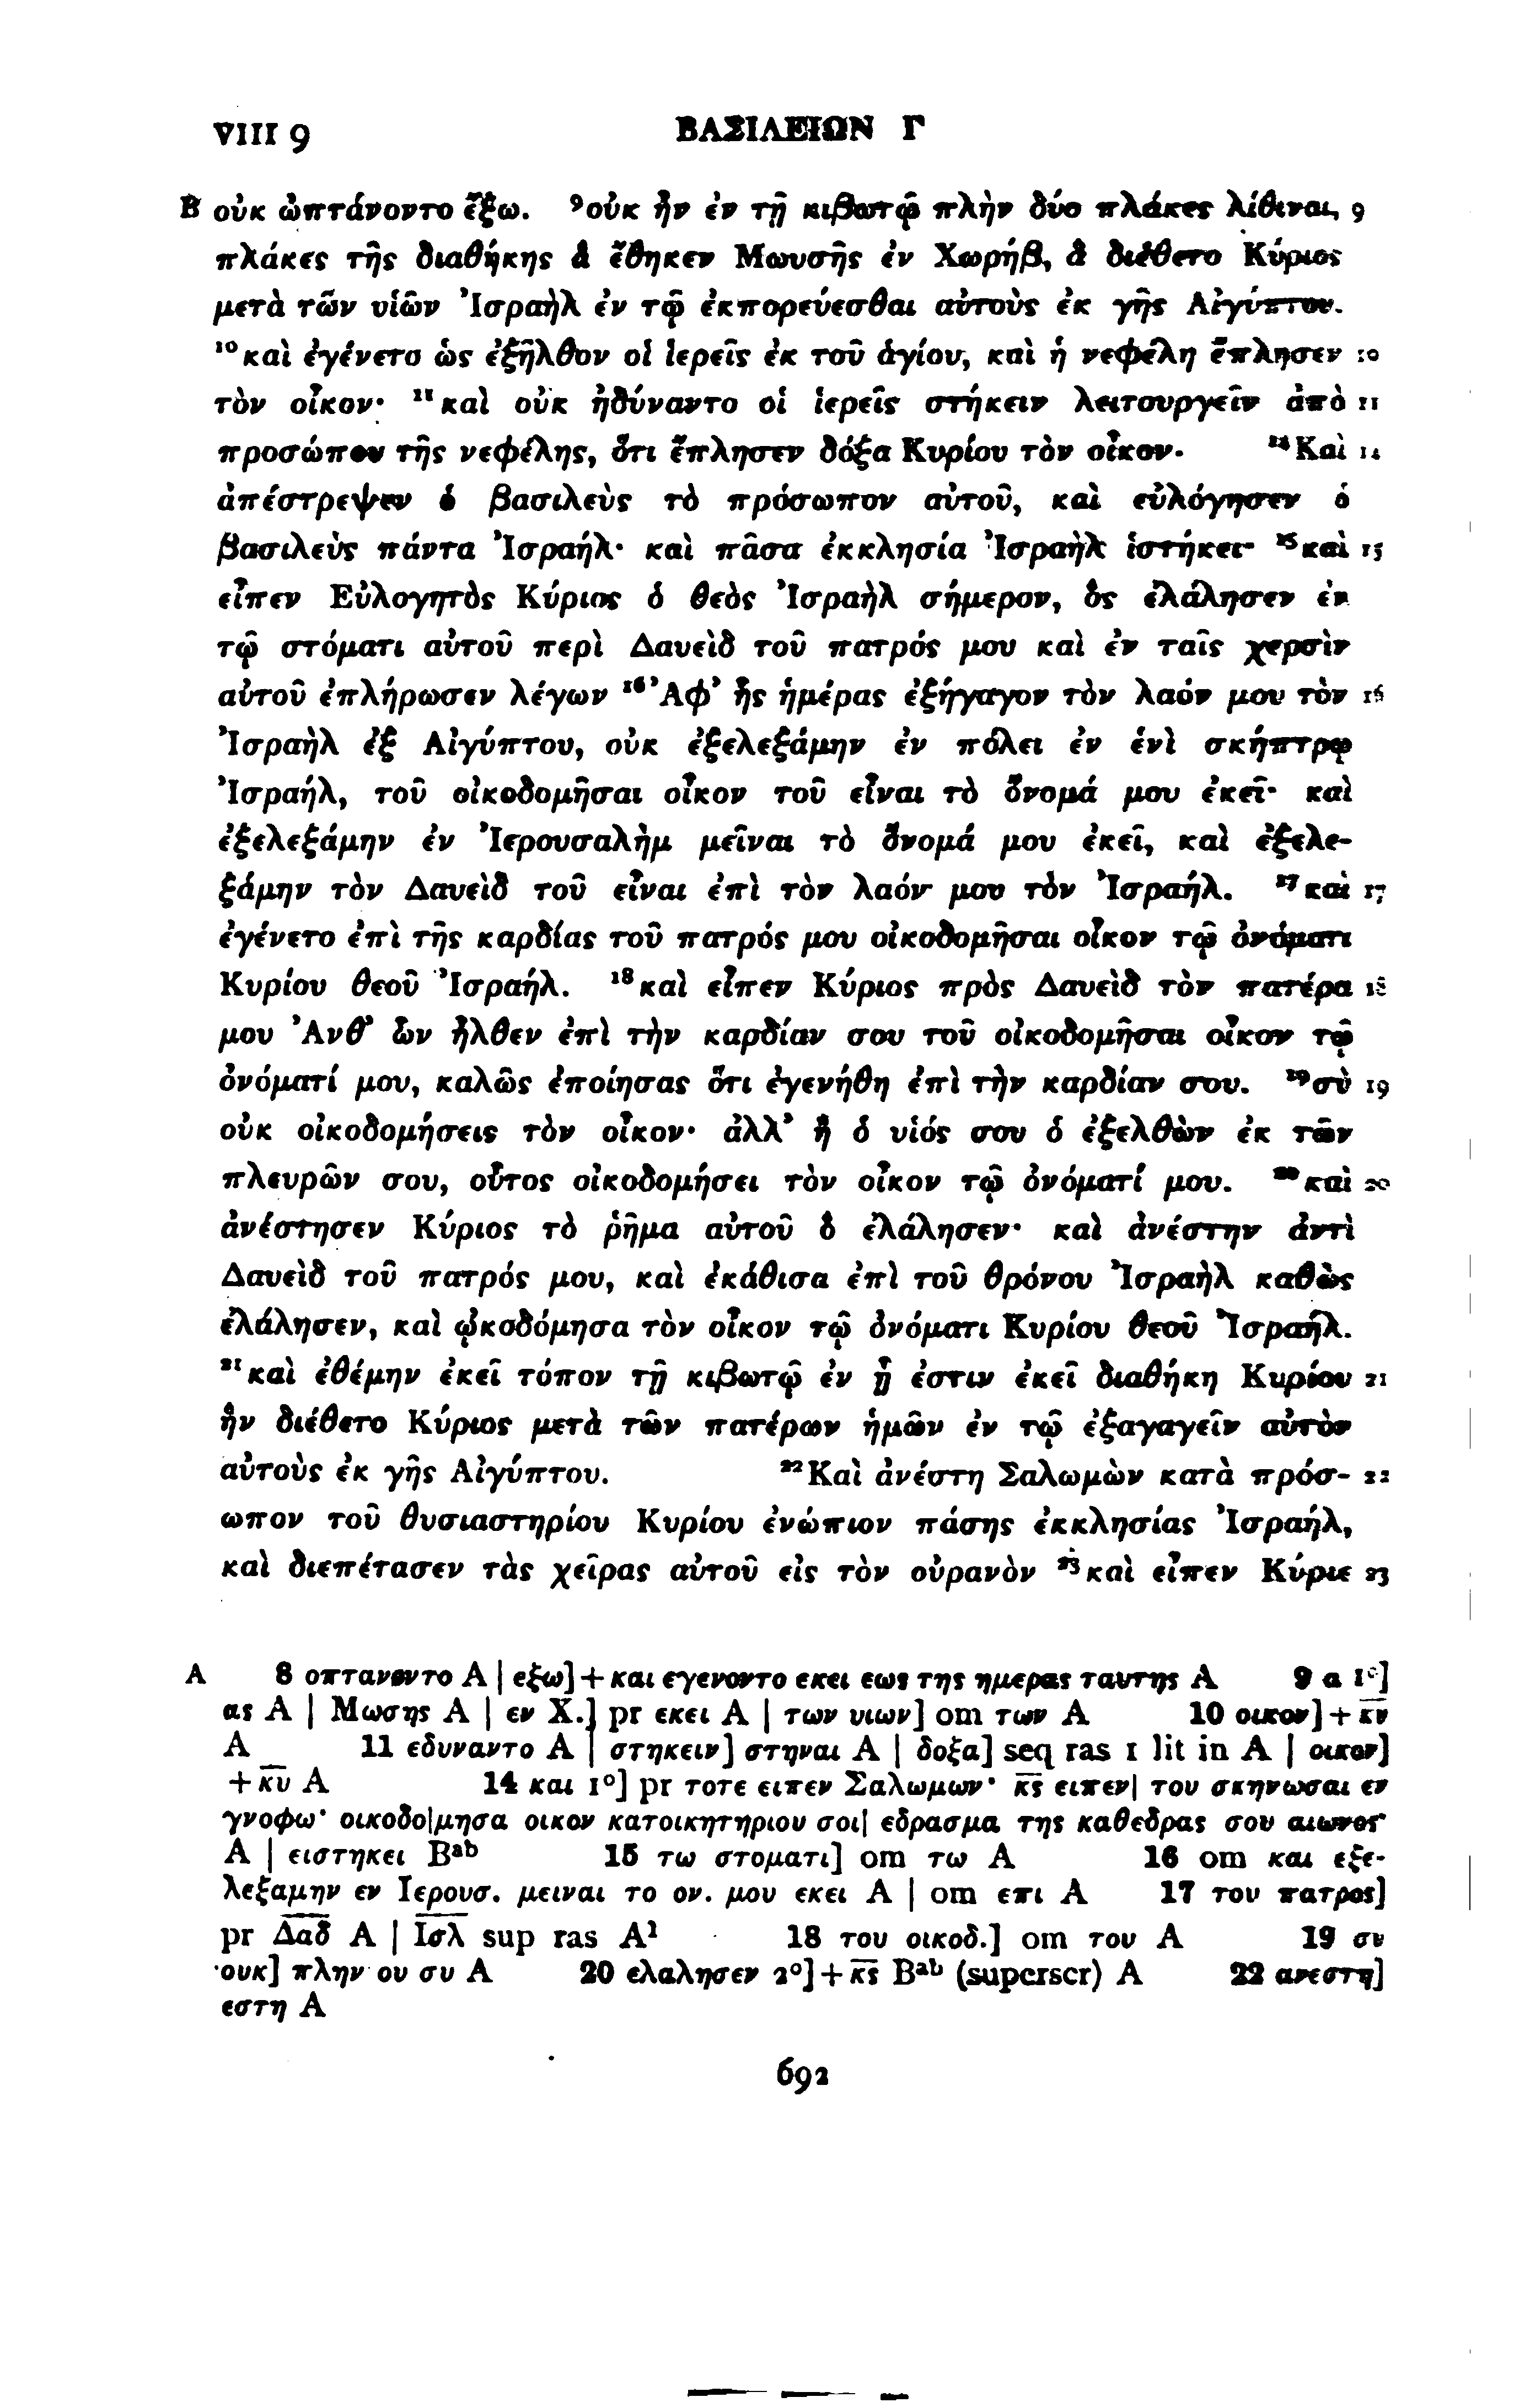 VIII 9 ΒΑΣΙΛΕΙΩΝ Γ
B οὐκ ὠπτάνοντο ἔξω. ⁹οὐκ ἦν ἐν τῇ κιβωτῷ πλὴν δύο πλάκες λίθιναι, 9
πλάκες τῆς διαθήκης ἃ ἔθηκεν Μωυσῆς ἐν Χωρήβ, ἃ διέθετο Κύριος
μετὰ τῶν υἱῶν Ἰσραὴλ ἐν τῷ ἐκπορεύεσθαι αὐτοὺς ἐκ γῆς Αἰγύπτου.
¹⁰καὶ ἐγένετο ὡς ἐξῆλθον οἱ ἱερεῖς ἐκ τοῦ ἁγίου, καὶ ἡ νεφέλη ἔπλησεν 10
τὸν οἶκον· ¹¹καὶ οὐκ ἠδύναντο οἱ ἱερεῖς στήκειν λειτουργεῖν ἀπὸ 11
προσώπου τῆς νεφέλης, ὅτι ἔπλησεν δόξα Κυρίου τὸν οἶκον. ¹⁴Καὶ 14
ἀπέστρεψεν ὁ βασιλεὺς τὸ πρόσωπον αὐτοῦ, καὶ εὐλόγησεν ὁ
βασιλεὺς πάντα Ἰσραήλ· καὶ πᾶσα ἐκκλησία Ἰσραὴλ ἱστήκει· ¹⁵καὶ 15
εἶπεν Εὐλογητὸς Κύριος ὁ θεὸς Ἰσραὴλ σήμερον, ὃς ἐλάλησεν ἐν
τῷ στόματι αὐτοῦ περὶ Δαυεὶδ τοῦ πατρός μου καὶ ἐν ταῖς χερσὶν
αὐτοῦ ἐπλήρωσεν λέγων ¹⁶Ἀφʼ ἧς ἡμέρας ἐξήγαγον τὸν λαόν μου τὸν 16
Ἰσραὴλ ἐξ Αἰγύπτου, οὐκ ἐξελεξάμην ἐν πόλει ἐν ἑνὶ σκήπτρῳ
Ἰσραήλ, τοῦ οἰκοδομῆσαι οἶκον τοῦ εἶναι τὸ ὄνομά μου ἐκεῖ· καὶ
ἐξελεξάμην ἐν Ἰερουσαλὴμ μεῖναι τὸ ὄνομά μου ἐκεῖ, καὶ ἐξελε-
ξάμην τὸν Δαυεὶδ τοῦ εἶναι ἐπὶ τὸν λαόν μου τὸν Ἰσραήλ. ¹⁷καὶ 17
ἐγένετο ἐπὶ τῆς καρδίας τοῦ πατρός μου οἰκοδομῆσαι οἶκον τῷ ὀνόματι
Κυρίου θεοῦ Ἰσραήλ. ¹⁸καὶ εἶπεν Κύριος πρὸς Δαυεὶδ τὸν πατέρα 18
μου Ἀνθʼ ὧν ἦλθεν ἐπὶ τὴν καρδίαν σου τοῦ οἰκοδομῆσαι οἶκον τῷ
ὀνόματί μου, καλῶς ἐποίησας ὅτι ἐγενήθη ἐπὶ τὴν καρδίαν σου. ¹⁹σὺ 19
οὐκ οἰκοδομήσεις τὸν οἶκον· ἀλλʼ ἢ ὁ υἱός σου ὁ ἐξελθὼν ἐκ τῶν
πλευρῶν σου, οὗτος οἰκοδομήσει τὸν οἶκον τῷ ὀνόματί μου. ²⁰καὶ 20
ἀνέστησεν Κύριος τὸ ῥῆμα αὐτοῦ ὃ ἐλάλησεν· καὶ ἀνέστην ἀντὶ
Δαυεὶδ τοῦ πατρός μου, καὶ ἐκάθισα ἐπὶ τοῦ θρόνου Ἰσραὴλ καθὼς
ἐλάλησεν, καὶ ᾠκοδόμησα τὸν οἶκον τῷ ὀνόματι Κυρίου θεοῦ Ἰσραήλ.
²¹καὶ ἐθέμην ἐκεῖ τόπον τῇ κιβωτῷ ἐν ᾗ ἐστιν ἐκεῖ διαθήκη Κυρίου 21
ἣν διέθετο Κύριος μετὰ τῶν πατέρων ἡμῶν ἐν τῷ ἐξαγαγεῖν αὐτὸν
αὐτοὺς ἐκ γῆς Αἰγύπτου. ²²Καὶ ἀνέστη Σαλωμὼν κατὰ πρόσ- 22
ωπον τοῦ θυσιαστηρίου Κυρίου ἐνώπιον πάσης ἐκκλησίας Ἰσραήλ,
καὶ διεπέτασεν τὰς χεῖρας αὐτοῦ εἰς τὸν οὐρανὸν ²³καὶ εἶπεν Κύριε 23
A 8 οπτανοντο A | εξω] + και εγενοντο εκει εως της ημερας ταυτης A 9 α 1°]
ας A | Μωσης A | εν Χ.] pr εκει A | των υιων] om των A 10 οικον] + κ̅ν̅
A 11 εδυναντο A | στηκειν] στηναι A | δοξα] seq ras 1 lit in A | οικον]
+ κ̅υ̅ A 14 και 1°] pr τοτε ειπεν Σαλωμων· κ̅ς̅ ειπεν| του σκηνωσαι εν
γνοφω· οικοδο|μησα οικον κατοικητηριου σοι| εδρασμα της καθεδρας σου αιωνος·
A | ειστηκει Bᵃᵇ 15 τω στοματι] om τω A 16 om και εξε-
λεξαμην εν Ιερουσ. μειναι το ον. μου εκει A | om επι A 17 του πατρος]
pr Δ̅α̅δ̅ A | Ι̅σ̅λ̅ sup ras A¹ 18 του οικοδ.] om του A 19 συ
ουκ] πλην ου συ A 20 ελαλησεν 2°] + κ̅ς̅ Bᵃᵇ (superscr) A 22 ανεστη]
εστη A
692